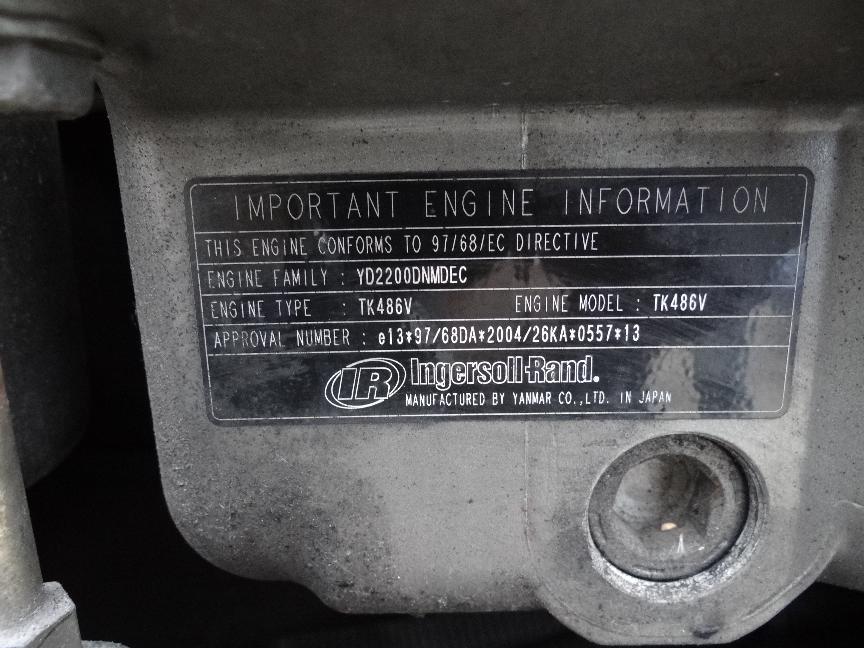 IMPORTANT ENGINE INFORMATION
THIS ENGINE CONFORMS TO 97/68/EC DIRECTIVE
ENGINE FAMILY : YD2200DNMDEC
ENGINE TYPE : TK486V ENGINE MODEL : TK486V
APPROVAL NUMBER : e13*97/68DA*2004/26KA*0557*13
IR Ingersoll-Rand.
MANUFACTURED BY YANMAR CO.,LTD. IN JAPAN